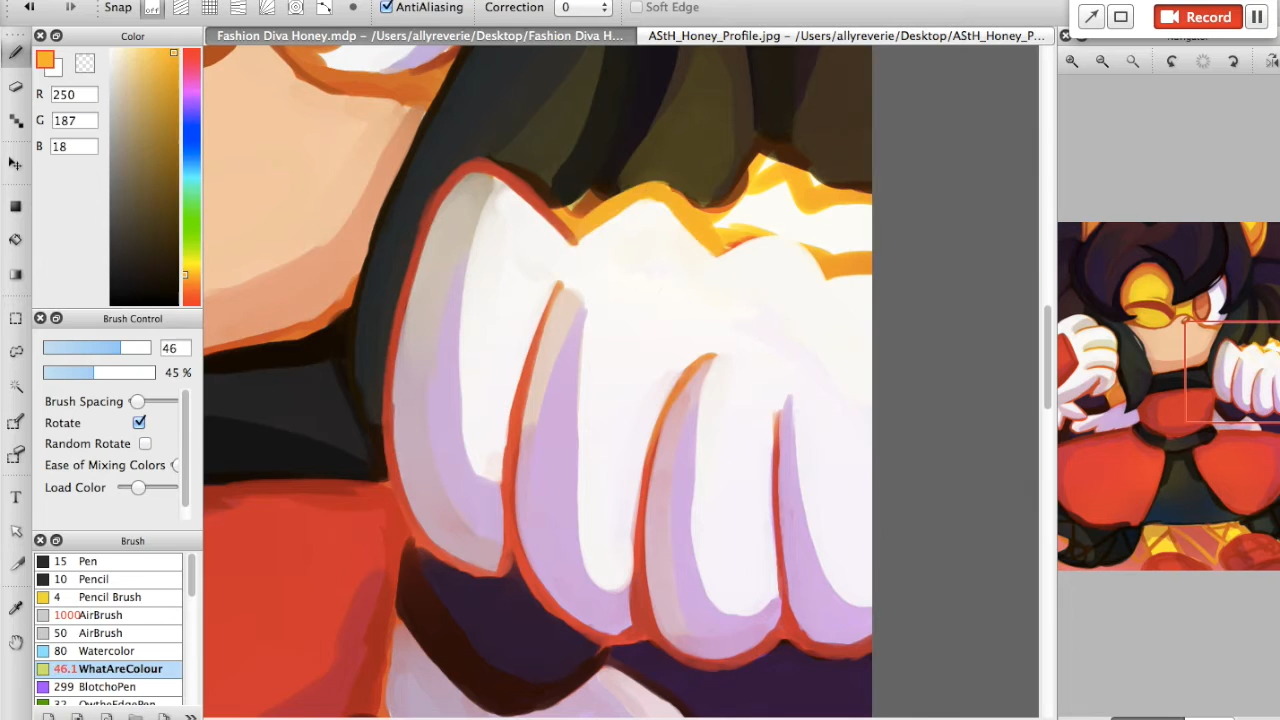 Snap off AntiAliasing Correction 0 Soft Edge
Record
Color
Fashion Diva Honey.mdp – /Users/allyreverie/Desktop/Fashion Diva H...
AStH_Honey_Profile.jpg – /Users/allyreverie/Desktop/AStH_Honey_P...
R 250
G 187
B 18
Brush Control
46
45 %
Brush Spacing
Rotate
Random Rotate
Ease of Mixing Colors
Load Color
Brush
15 Pen
10 Pencil
4 Pencil Brush
1000 AirBrush
50 AirBrush
80 Watercolor
46.1 WhatAreColour
299 BlotchoPen
32 OwtheEdgePen